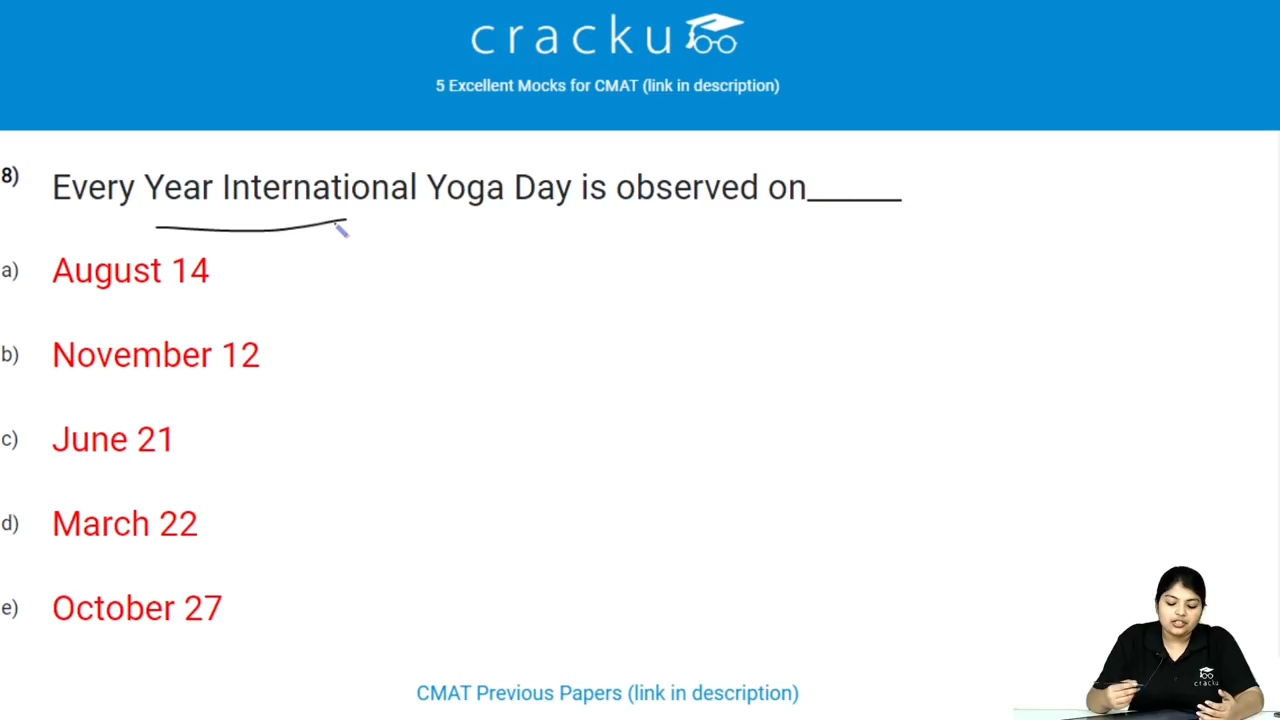 cracku
5 Excellent Mocks for CMAT (link in description)
8) Every Year International Yoga Day is observed on______
a) August 14
b) November 12
c) June 21
d) March 22
e) October 27
cracku
CMAT Previous Papers (link in description)